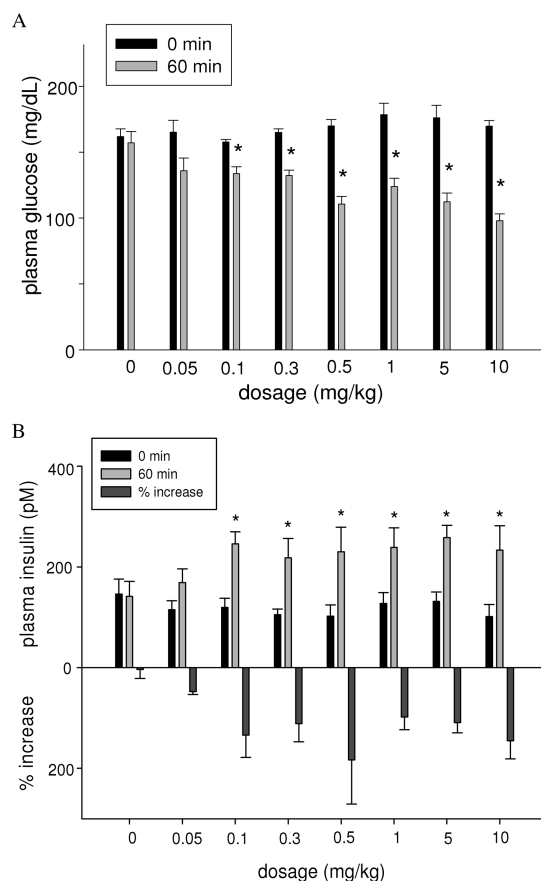 A
0 min
60 min
plasma glucose (mg/dL)
200
100
0
* * * * * *
0 0.05 0.1 0.3 0.5 1 5 10
dosage (mg/kg)
B
0 min
60 min
% increase
plasma insulin (pM)
% increase
400
200
0
200
* * * * * *
0 0.05 0.1 0.3 0.5 1 5 10
dosage (mg/kg)